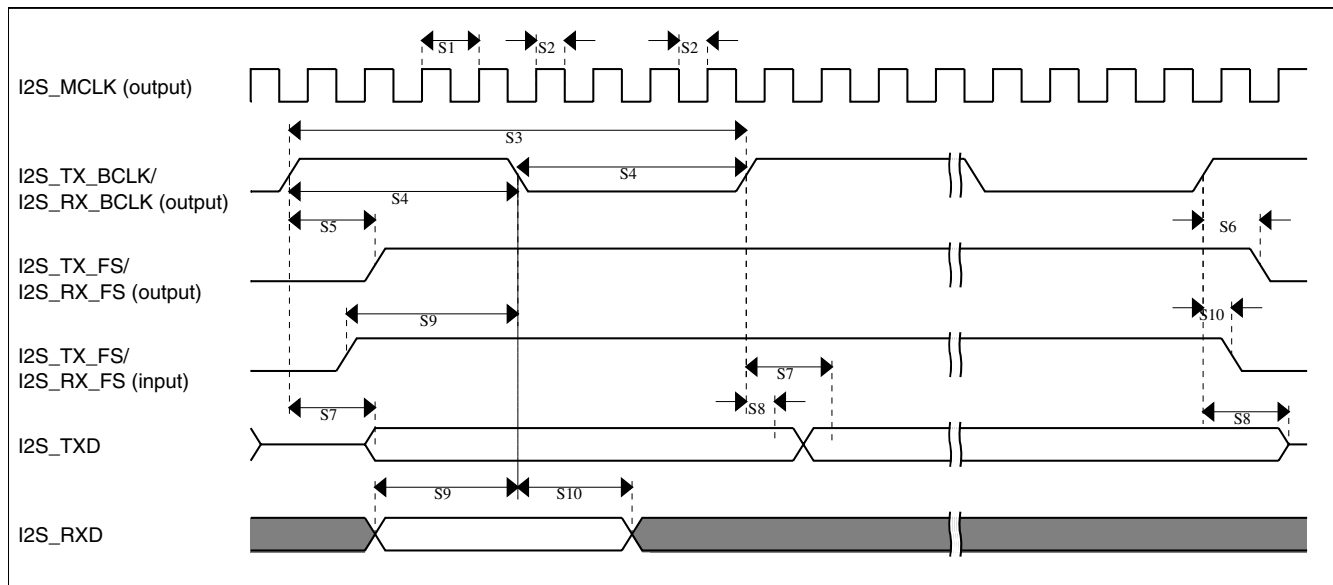 S1 S2 S2
I2S_MCLK (output)
S3
I2S_TX_BCLK/
I2S_RX_BCLK (output)
S4
S4
S5
S6
I2S_TX_FS/
I2S_RX_FS (output)
S9
S10
I2S_TX_FS/
I2S_RX_FS (input)
S7
S7
S8
S8
I2S_TXD
S9 S10
I2S_RXD